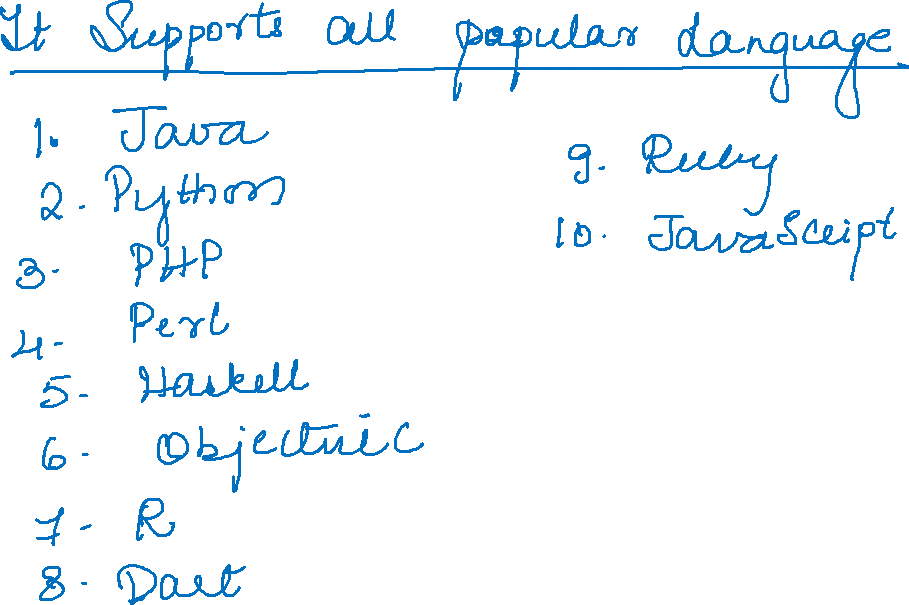 It Supports all popular Language
1. Java
2. Python
3. PHP
4. Perl
5. Haskell
6. Objective C
7. R
8. Dart
9. Ruby
10. JavaScript